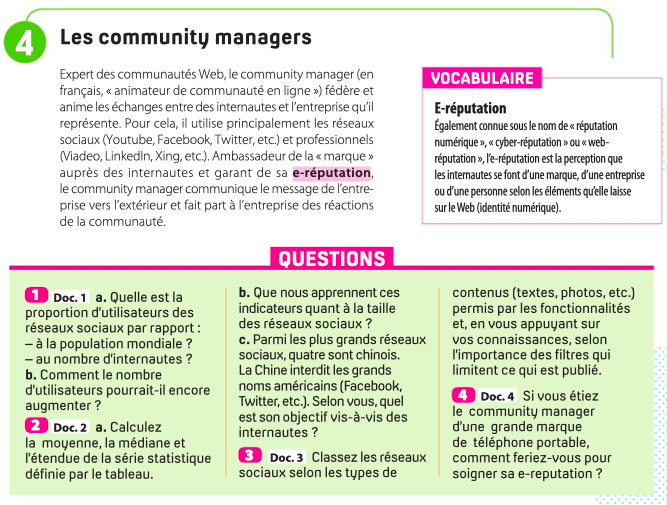 4 Les community managers
Expert des communautés Web, le community manager (en
français, « animateur de communauté en ligne ») fédère et
anime les échanges entre des internautes et l'entreprise qu'il
représente. Pour cela, il utilise principalement les réseaux
sociaux (Youtube, Facebook, Twitter, etc.) et professionnels
(Viadeo, LinkedIn, Xing, etc.). Ambassadeur de la « marque »
auprès des internautes et garant de sa e-réputation,
le community manager communique le message de l'entre-
prise vers l'extérieur et fait part à l'entreprise des réactions
de la communauté.
VOCABULAIRE
E-réputation
Également connue sous le nom de « réputation
numérique », « cyber-réputation » ou « web-
réputation », l'e-réputation est la perception que
les internautes se font d'une marque, d'une entreprise
ou d'une personne selon les éléments qu'elle laisse
sur le Web (identité numérique).
QUESTIONS
1 Doc. 1 a. Quelle est la
proportion d'utilisateurs des
réseaux sociaux par rapport :
– à la population mondiale ?
– au nombre d'internautes ?
b. Comment le nombre
d'utilisateurs pourrait-il encore
augmenter ?
2 Doc. 2 a. Calculez
la moyenne, la médiane et
l'étendue de la série statistique
définie par le tableau.
b. Que nous apprennent ces
indicateurs quant à la taille
des réseaux sociaux ?
c. Parmi les plus grands réseaux
sociaux, quatre sont chinois.
La Chine interdit les grands
noms américains (Facebook,
Twitter, etc.). Selon vous, quel
est son objectif vis-à-vis des
internautes ?
3 Doc. 3 Classez les réseaux
sociaux selon les types de
contenus (textes, photos, etc.)
permis par les fonctionnalités
et, en vous appuyant sur
vos connaissances, selon
l'importance des filtres qui
limitent ce qui est publié.
4 Doc. 4 Si vous étiez
le community manager
d'une grande marque
de téléphone portable,
comment feriez-vous pour
soigner sa e-reputation ?